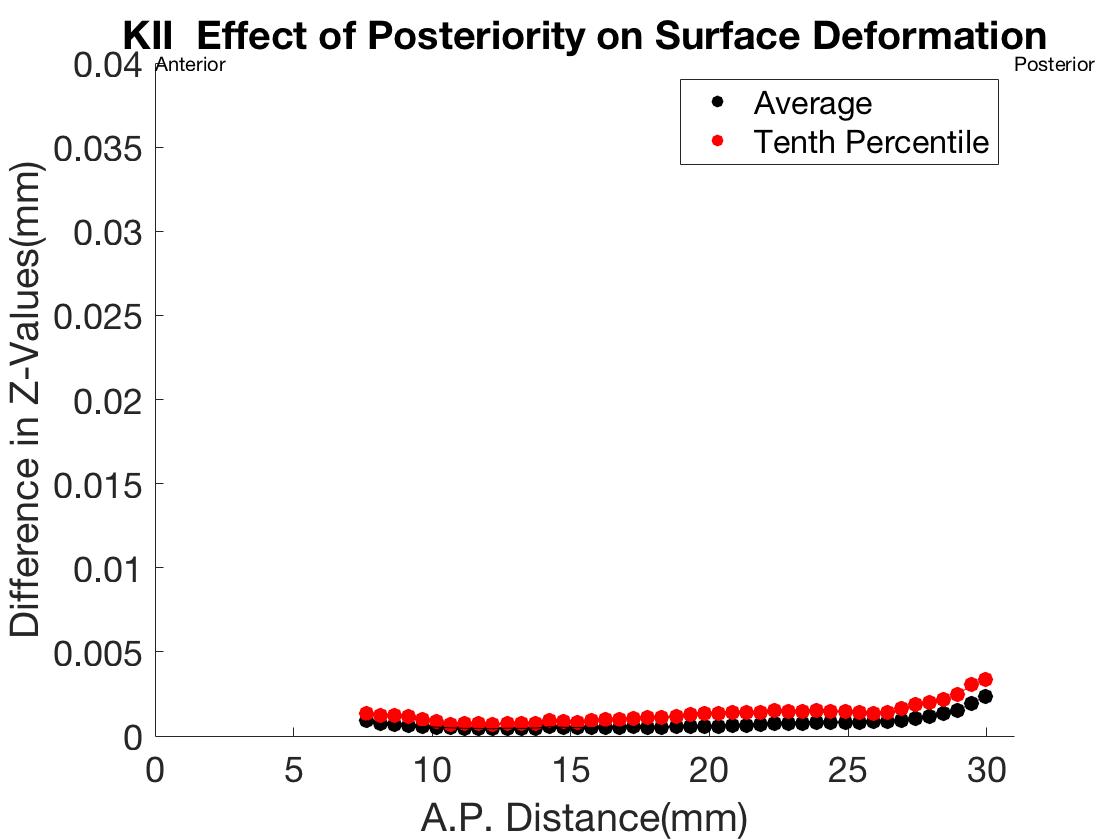 KII  Effect of Posteriority on Surface Deformation
Anterior
Posterior
Average
Tenth Percentile
0.04
0.035
0.03
0.025
0.02
0.015
0.01
0.005
0
Difference in Z-Values(mm)
0 5 10 15 20 25 30
A.P. Distance(mm)